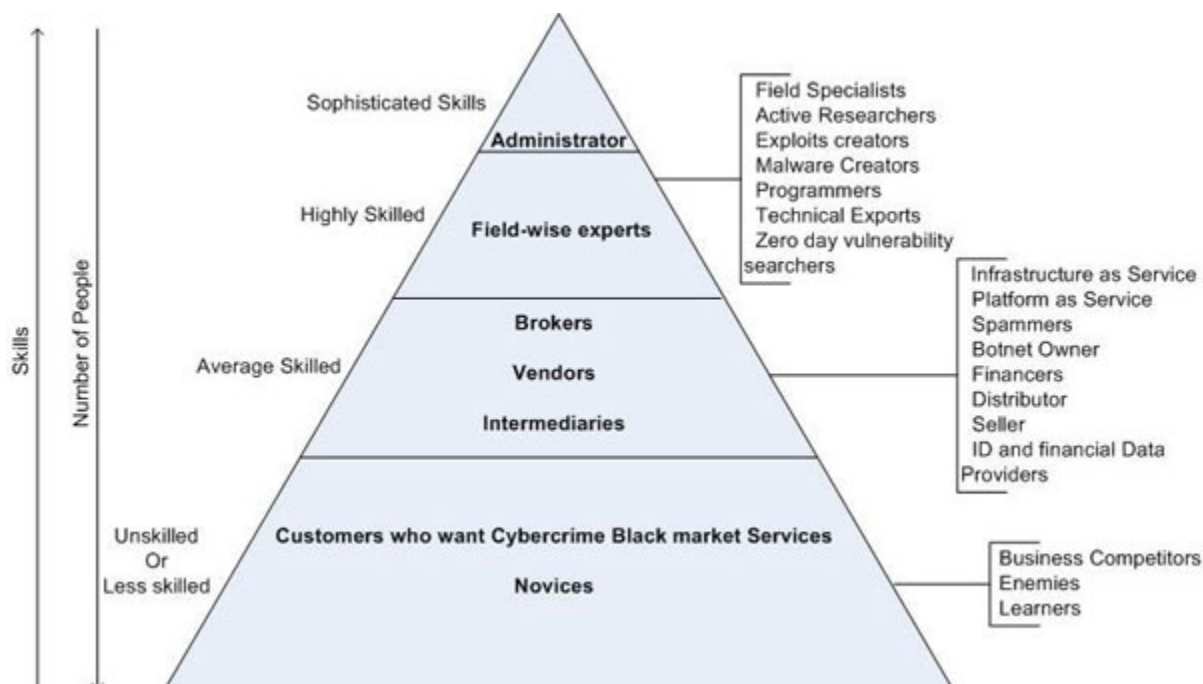 Skills
Number of People
Sophisticated Skills
Administrator
Field Specialists
Active Researchers
Exploits creators
Malware Creators
Programmers
Technical Exports
Zero day vulnerability
searchers
Highly Skilled
Field-wise experts
Average Skilled
Brokers
Vendors
Intermediaries
Infrastructure as Service
Platform as Service
Spammers
Botnet Owner
Financers
Distributor
Seller
ID and financial Data
Providers
Unskilled
Or
Less skilled
Customers who want Cybercrime Black market Services
Novices
Business Competitors
Enemies
Learners